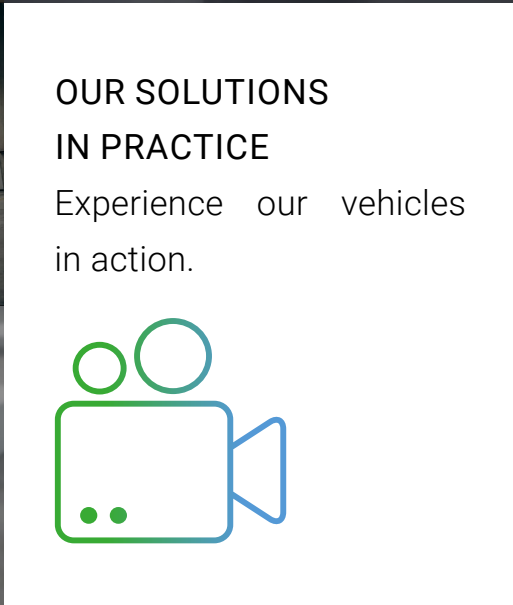 OUR SOLUTIONS
IN PRACTICE
Experience our vehicles
in action.